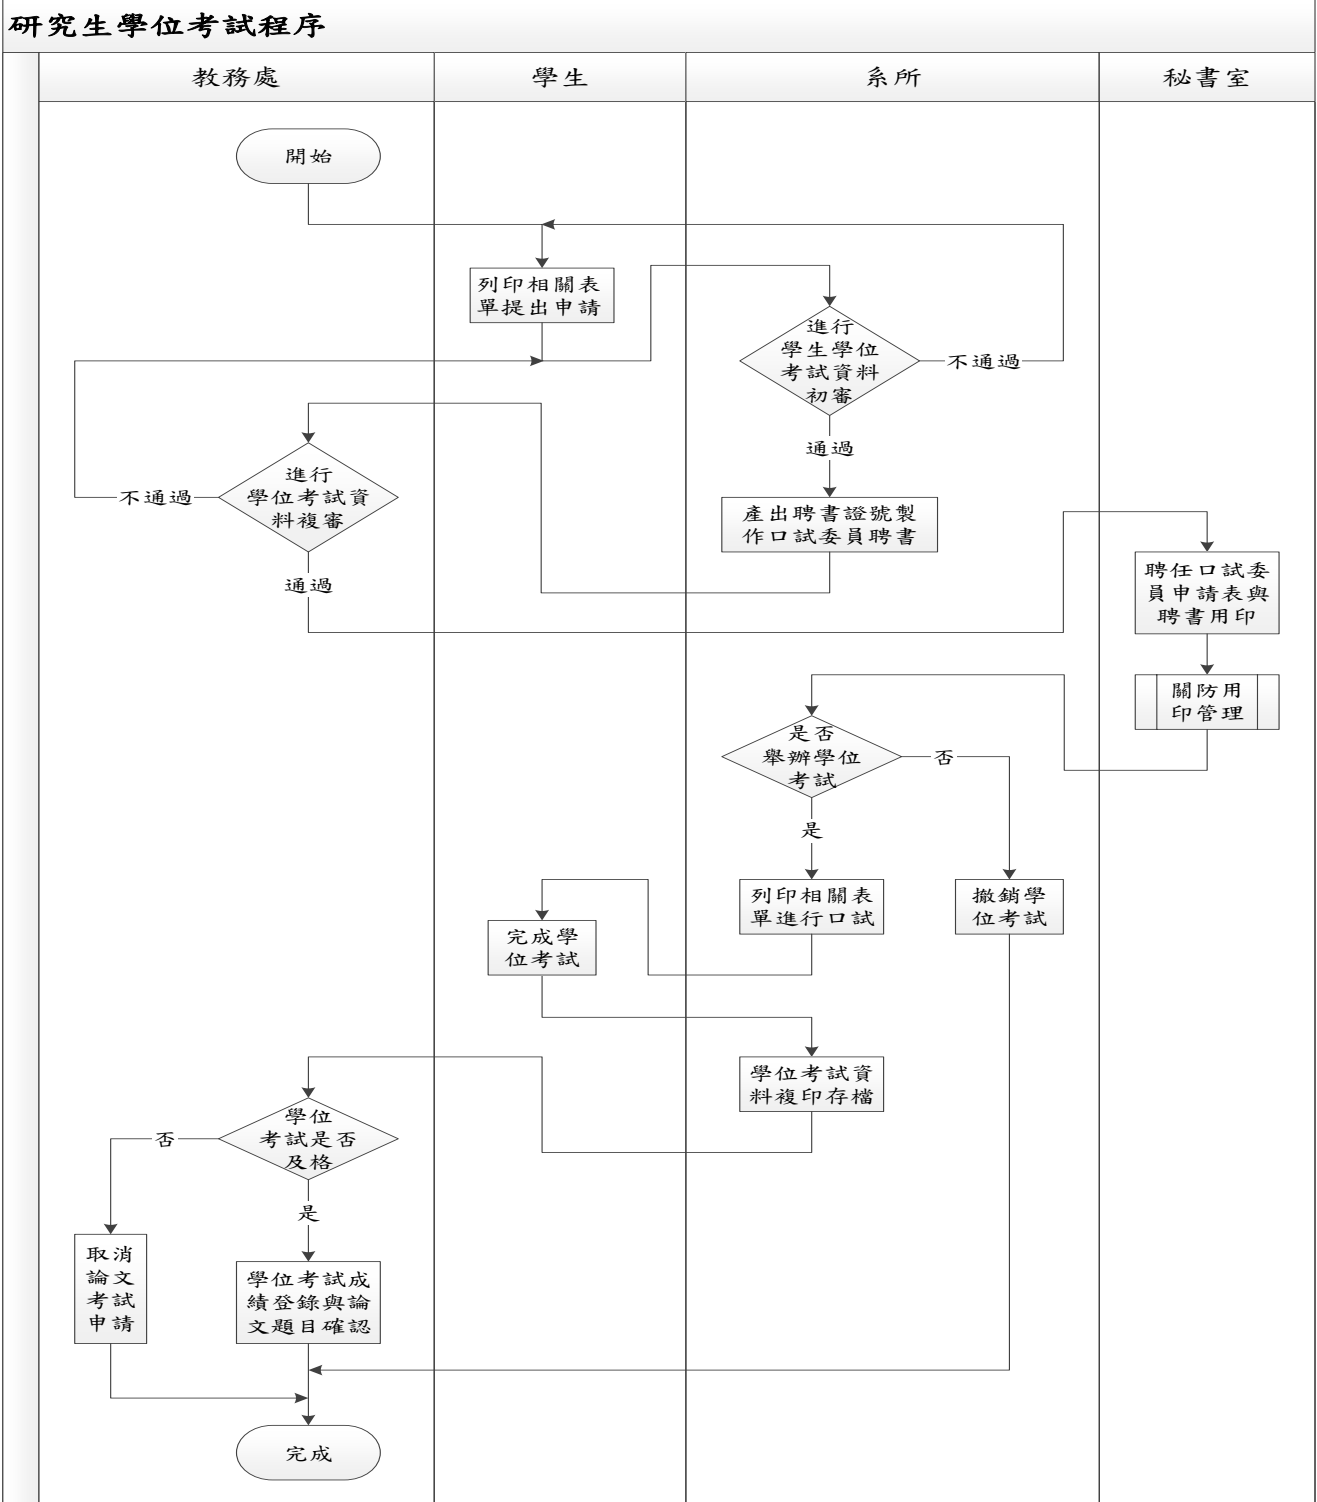 研究生學位考試程序
教務處
學生
系所
秘書室
開始
列印相關表
單提出申請
進行
學生學位
考試資料
初審
不通過
通過
進行
學位考試資
料複審
不通過
通過
產出聘書證號製
作口試委員聘書
聘任口試委
員申請表與
聘書用印
關防用
印管理
是否
舉辦學位
考試
否
是
列印相關表
單進行口試
撤銷學
位考試
完成學
位考試
學位考試資
料複印存檔
學位
考試是否
及格
否
是
取消
論文
考試
申請
學位考試成
績登錄與論
文題目確認
完成